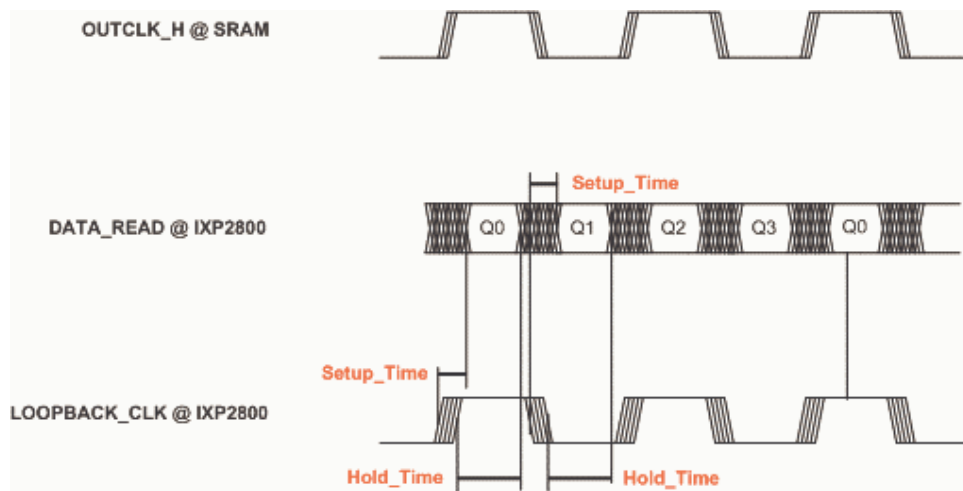 OUTCLK_H @ SRAM
Setup_Time
DATA_READ @ IXP2800
Q0 Q1 Q2 Q3 Q0
Setup_Time
LOOPBACK_CLK @ IXP2800
Hold_Time Hold_Time